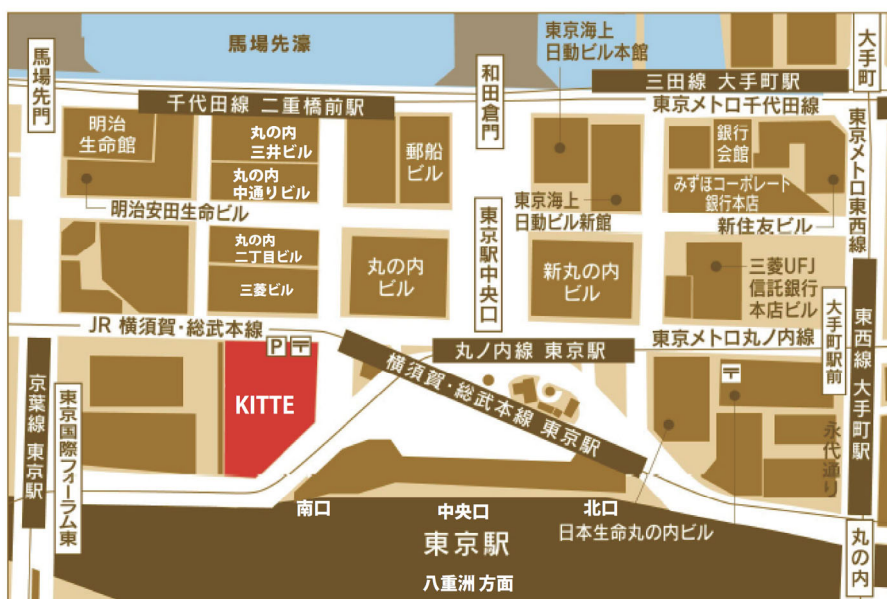 馬場先濠
東京海上
日動ビル本館
大手町
馬場先門
和田倉門
三田線 大手町駅
千代田線 二重橋前駅
東京メトロ千代田線
明治
生命館
丸の内
三井ビル
郵船
ビル
銀行
会館
東京メトロ東西線
丸の内
中通りビル
みずほコーポレート
銀行本店
明治安田生命ビル
東京海上
日動ビル新館
新住友ビル
東京駅中央口
丸の内
二丁目ビル
丸の内
ビル
新丸の内
ビル
三菱UFJ
信託銀行
本店ビル
三菱ビル
大手町駅前
JR 横須賀・総武本線
東京メトロ丸ノ内線
東西線 大手町駅
P 〒
丸ノ内線 東京駅
横須賀・総武本線 東京駅
〒
京葉線 東京駅
東京国際フォーラム東
KITTE
永代通り
南口
中央口
北口
日本生命丸の内ビル
丸の内
東京駅
八重洲 方面